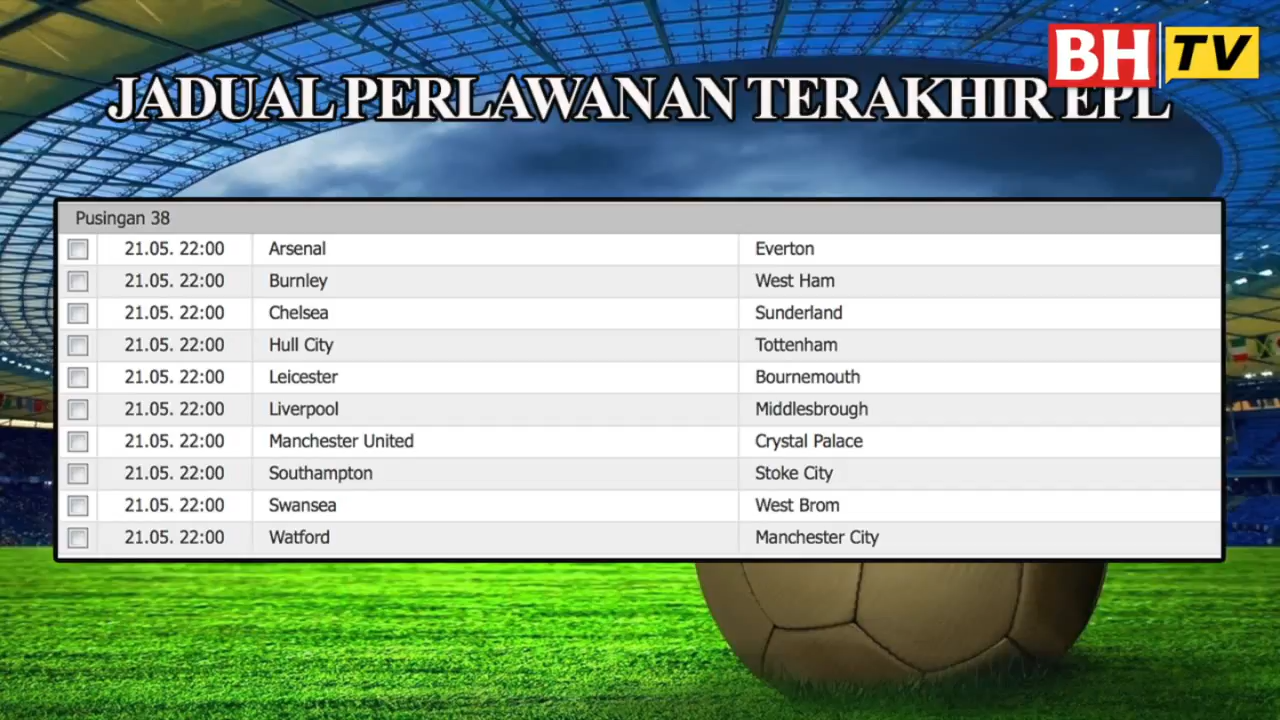 BH TV
JADUAL PERLAWANAN TERAKHIR EPL
Pusingan 38
21.05. 22:00 Arsenal Everton
21.05. 22:00 Burnley West Ham
21.05. 22:00 Chelsea Sunderland
21.05. 22:00 Hull City Tottenham
21.05. 22:00 Leicester Bournemouth
21.05. 22:00 Liverpool Middlesbrough
21.05. 22:00 Manchester United Crystal Palace
21.05. 22:00 Southampton Stoke City
21.05. 22:00 Swansea West Brom
21.05. 22:00 Watford Manchester City